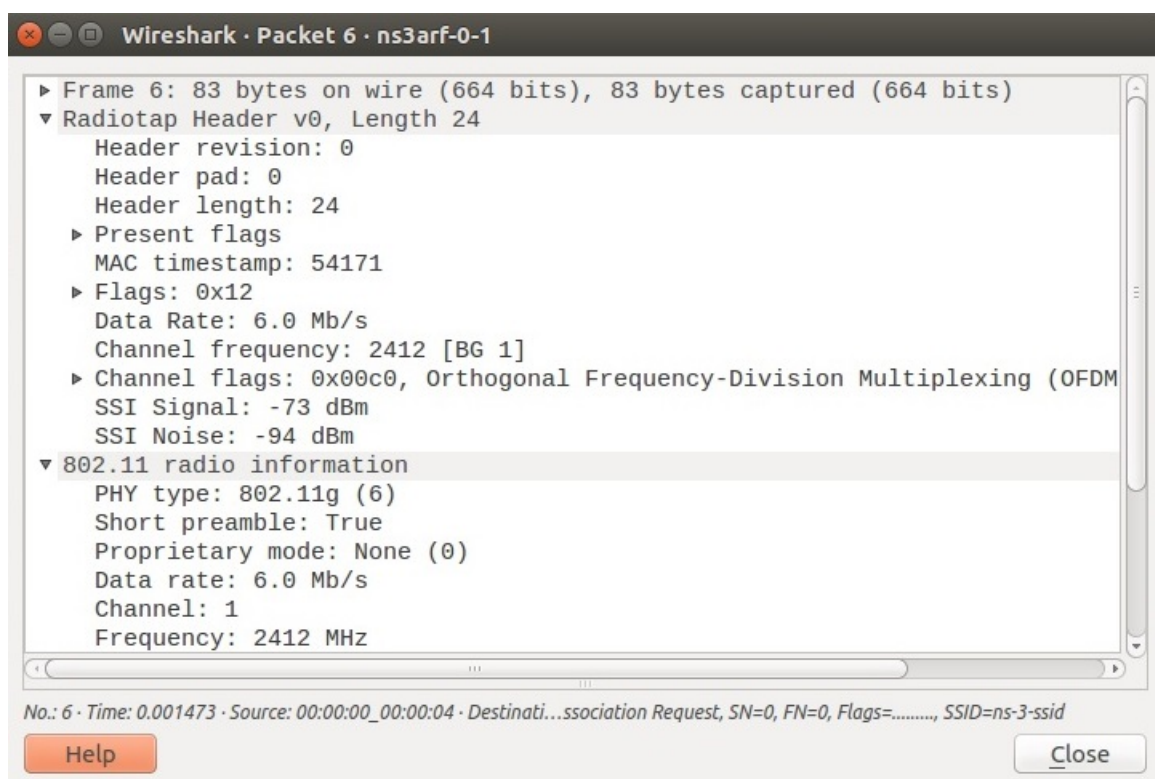 Wireshark · Packet 6 · ns3arf-0-1
Frame 6: 83 bytes on wire (664 bits), 83 bytes captured (664 bits)
Radiotap Header v0, Length 24
Header revision: 0
Header pad: 0
Header length: 24
Present flags
MAC timestamp: 54171
Flags: 0x12
Data Rate: 6.0 Mb/s
Channel frequency: 2412 [BG 1]
Channel flags: 0x00c0, Orthogonal Frequency-Division Multiplexing (OFDM
SSI Signal: -73 dBm
SSI Noise: -94 dBm
802.11 radio information
PHY type: 802.11g (6)
Short preamble: True
Proprietary mode: None (0)
Data rate: 6.0 Mb/s
Channel: 1
Frequency: 2412 MHz
No.: 6 · Time: 0.001473 · Source: 00:00:00_00:00:04 · Destinati…ssociation Request, SN=0, FN=0, Flags=........., SSID=ns-3-ssid
Help
Close